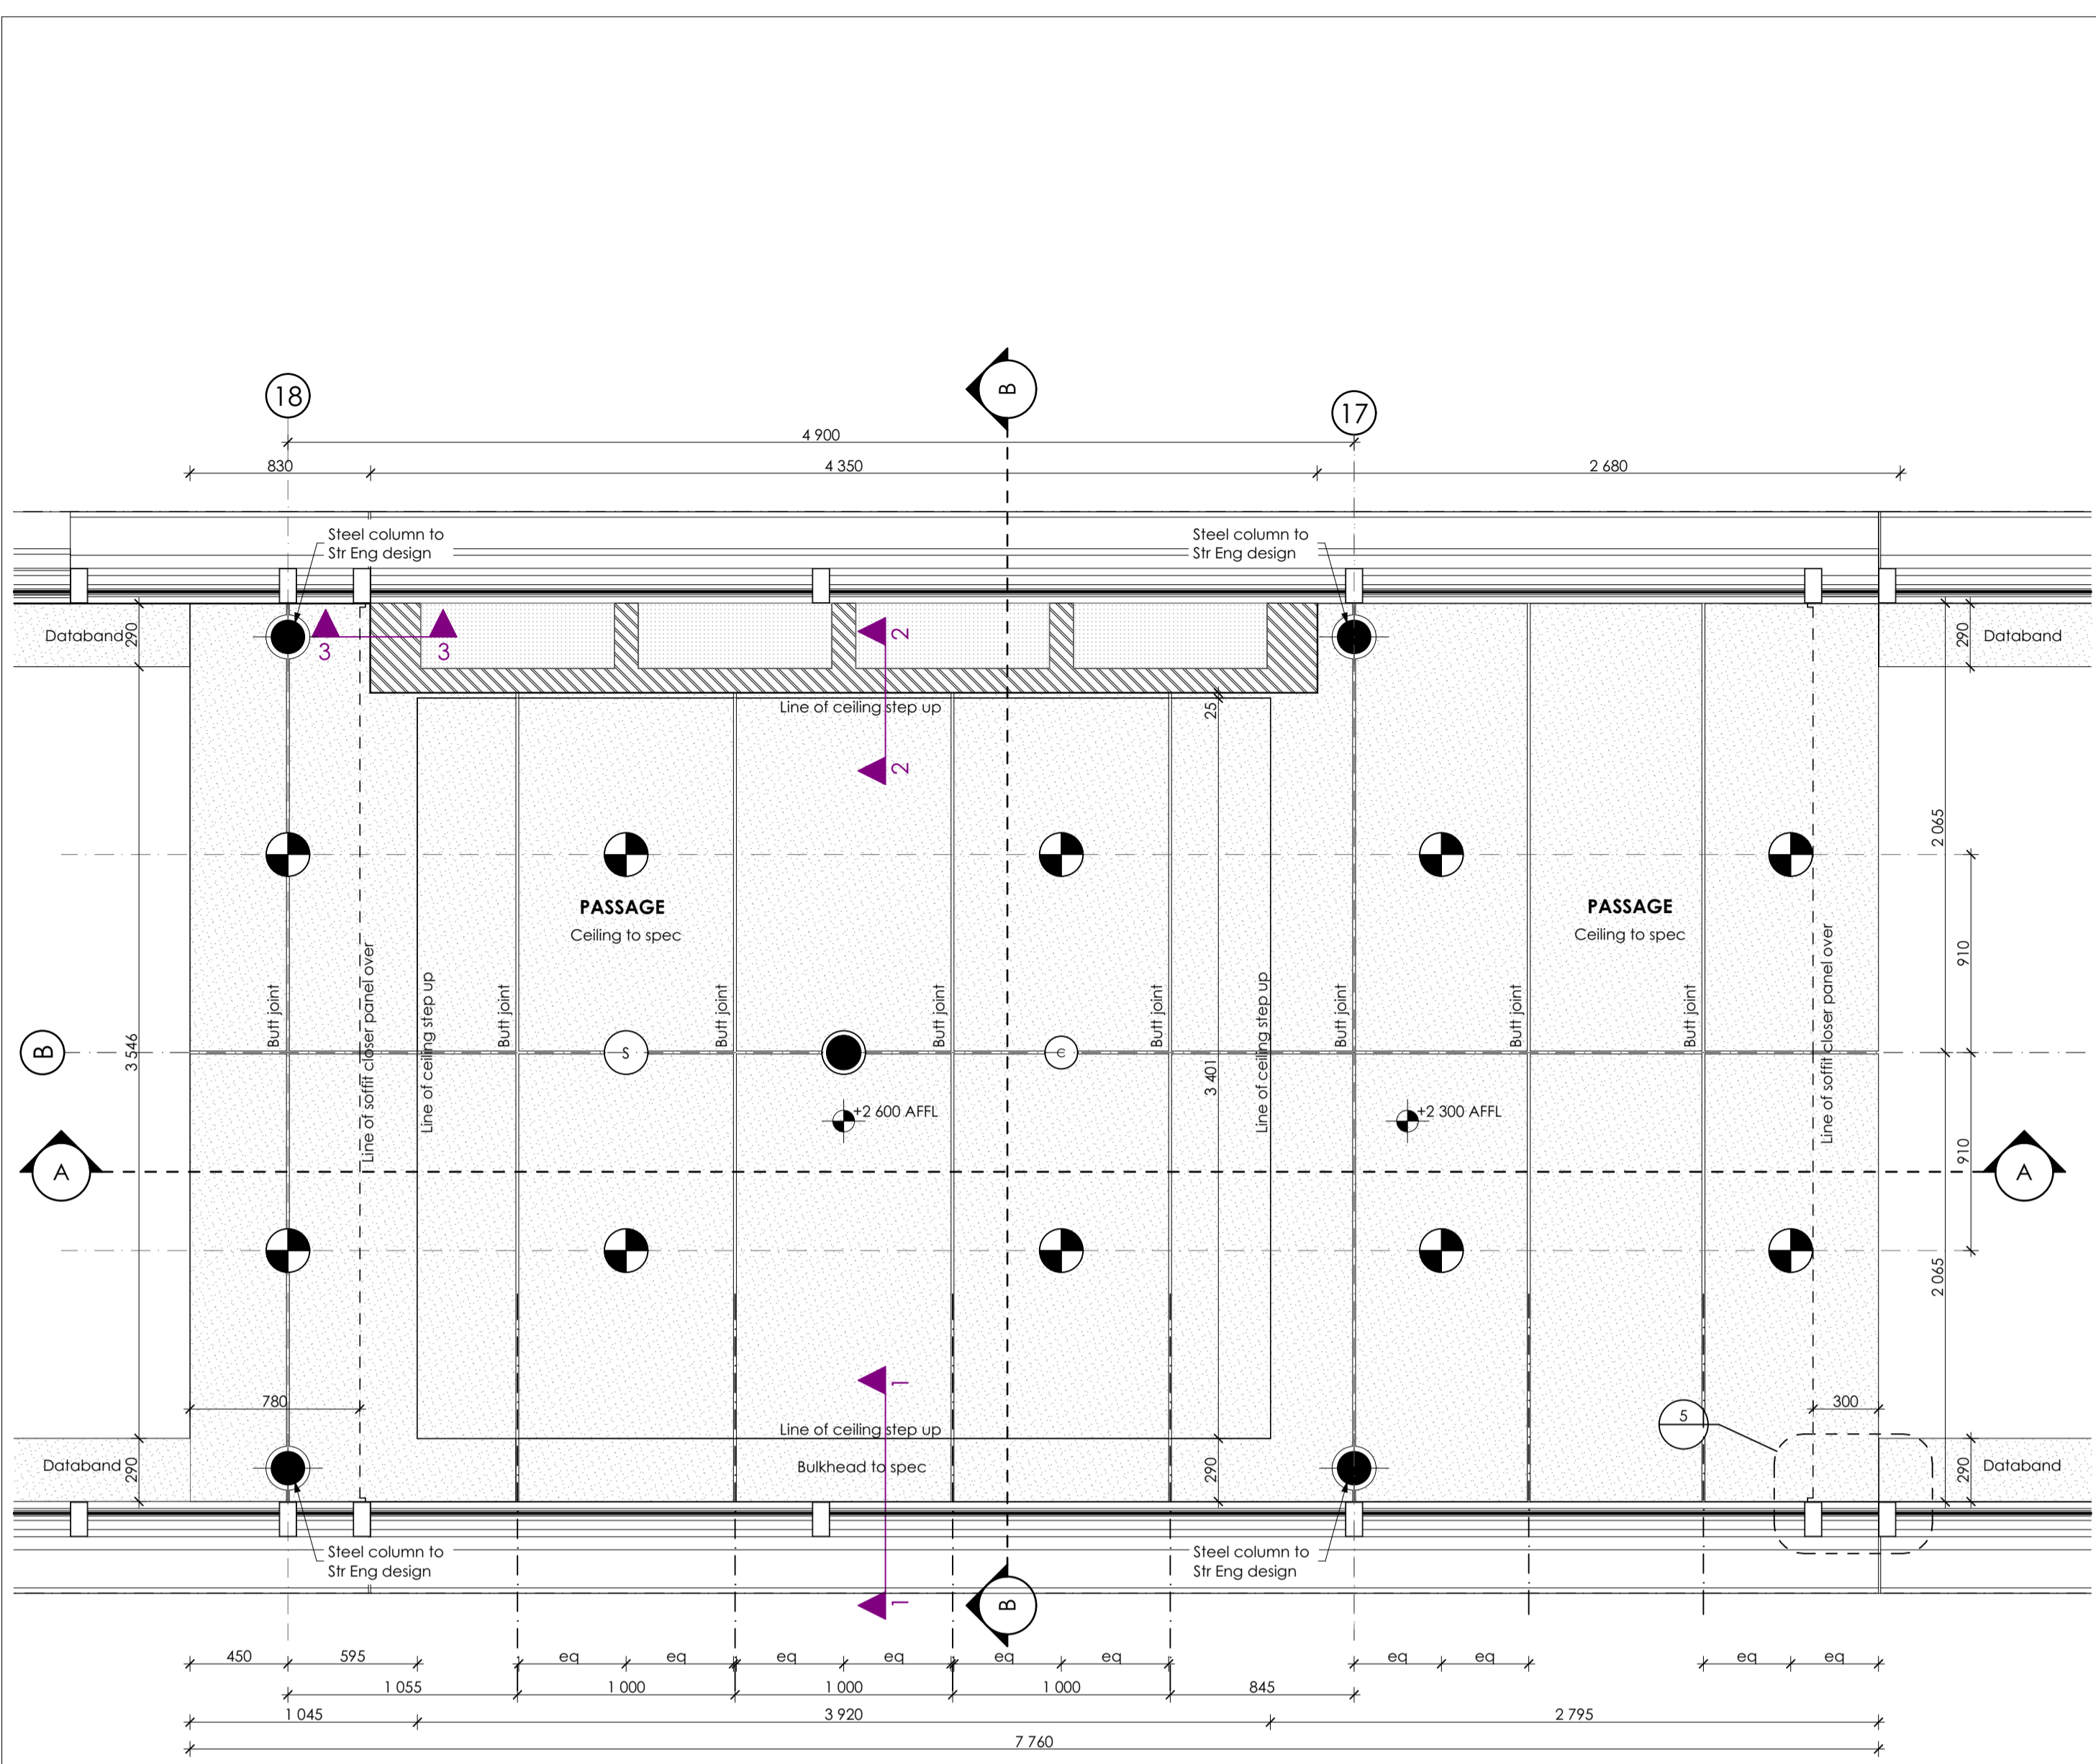 B
18
17
4 900
830
4 350
2 680
Steel column to
Str Eng design
Steel column to
Str Eng design
Databand
290
3
3
2
2
290
Databand
Line of ceiling step up
25
2 065
PASSAGE
Ceiling to spec
PASSAGE
Ceiling to spec
910
Butt joint
Line of soffit closer panel over
Line of ceiling step up
Butt joint
Butt joint
Butt joint
Butt joint
Line of ceiling step up
Butt joint
Butt joint
Butt joint
Line of soffit closer panel over
B
3 546
S
C
3 401
+2 600 AFFL
+2 300 AFFL
910
A
A
2 065
780
1
300
5
Line of ceiling step up
Databand
290
Bulkhead to spec
290
290
Databand
Steel column to
Str Eng design
Steel column to
Str Eng design
1
B
450
595
eq
eq
eq
eq
eq
eq
eq
eq
eq
eq
1 055
1 000
1 000
1 000
845
1 045
3 920
2 795
7 760